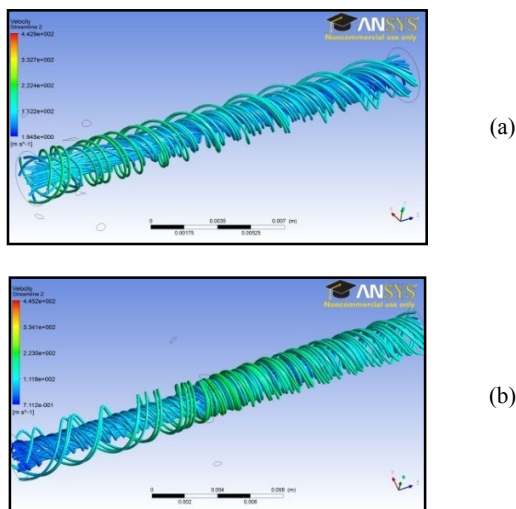 Velocity
Streamline 2
4.429e+002
3.327e+002
2.224e+002
1.122e+002
1.945e+000
[m s^-1]
ANSYS
Noncommercial use only
0 0.0035 0.007 (m)
0.00175 0.00525
(a)
Velocity
Streamline 2
4.452e+002
3.341e+002
2.230e+002
1.118e+002
7.112e-001
[m s^-1]
ANSYS
Noncommercial use only
0 0.004 0.008 (m)
0.002 0.006
(b)